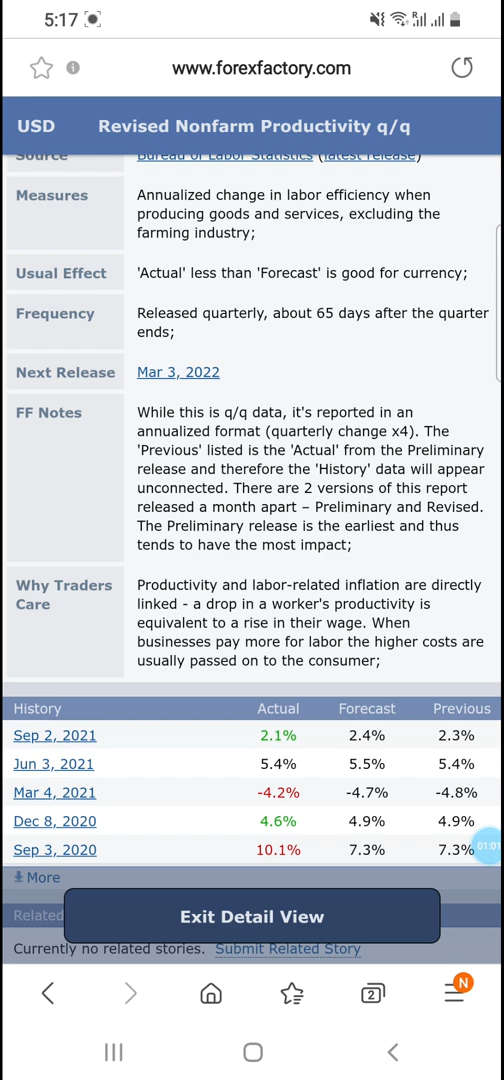 5:17
www.forexfactory.com
USD Revised Nonfarm Productivity q/q
Source Bureau of Labor Statistics (latest release)
Measures Annualized change in labor efficiency when
producing goods and services, excluding the
farming industry;
Usual Effect 'Actual' less than 'Forecast' is good for currency;
Frequency Released quarterly, about 65 days after the quarter
ends;
Next Release Mar 3, 2022
FF Notes While this is q/q data, it's reported in an
annualized format (quarterly change x4). The
'Previous' listed is the 'Actual' from the Preliminary
release and therefore the 'History' data will appear
unconnected. There are 2 versions of this report
released a month apart – Preliminary and Revised.
The Preliminary release is the earliest and thus
tends to have the most impact;
Why Traders Care Productivity and labor-related inflation are directly
linked - a drop in a worker's productivity is
equivalent to a rise in their wage. When
businesses pay more for labor the higher costs are
usually passed on to the consumer;
History Actual Forecast Previous
Sep 2, 2021 2.1% 2.4% 2.3%
Jun 3, 2021 5.4% 5.5% 5.4%
Mar 4, 2021 -4.2% -4.7% -4.8%
Dec 8, 2020 4.6% 4.9% 4.9%
Sep 3, 2020 10.1% 7.3% 7.3%
01:01
More
Related
Exit Detail View
Currently no related stories. Submit Related Story
2
N